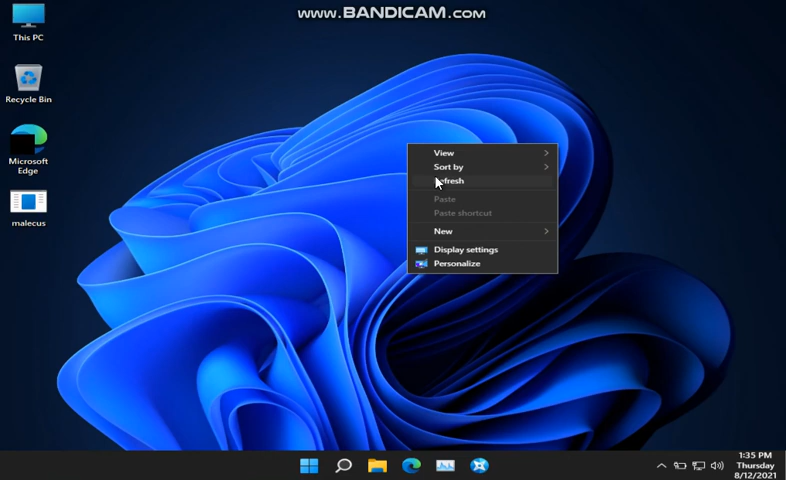 www.BANDICAM.com
This PC
Recycle Bin
Microsoft
Edge
malecus
View
Sort by
Refresh
Paste
Paste shortcut
New
Display settings
Personalize
1:35 PM
Thursday
8/12/2021